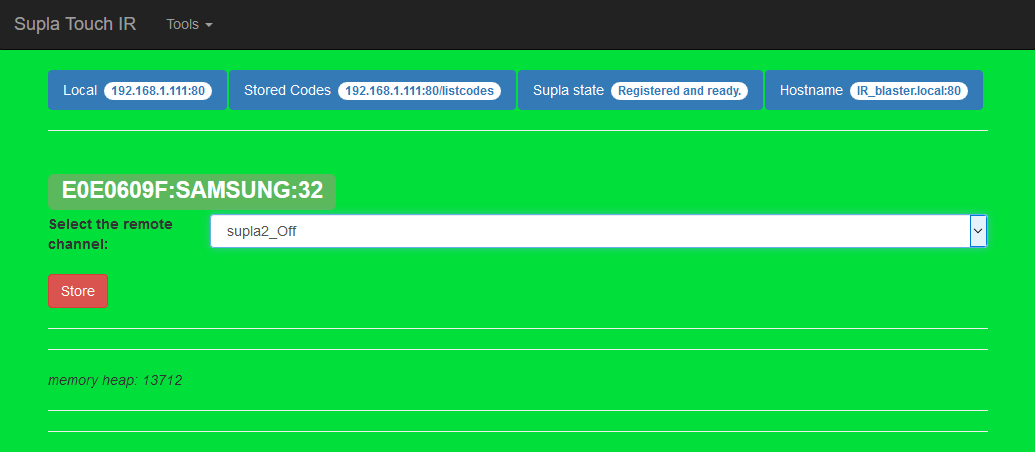 Supla Touch IR Tools
Local 192.168.1.111:80 Stored Codes 192.168.1.111:80/listcodes Supla state Registered and ready. Hostname IR_blaster.local:80
E0E0609F:SAMSUNG:32
Select the remote
channel:
supla2_Off
Store
memory heap: 13712